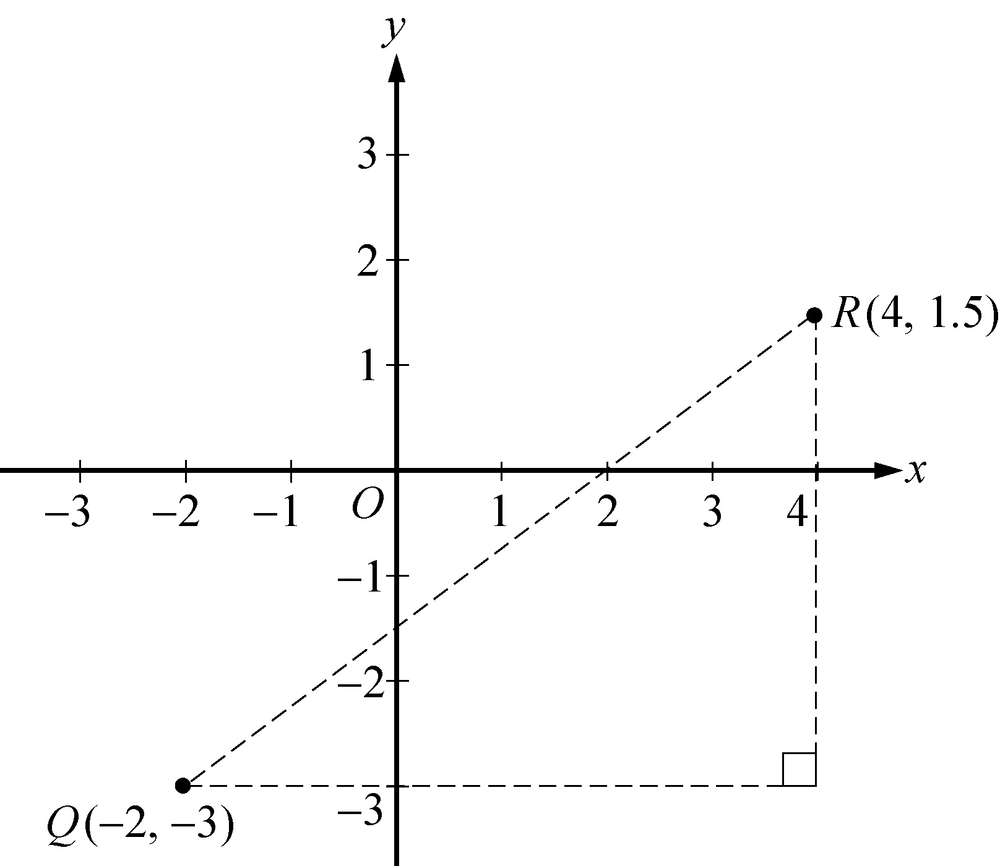 y
3
2
R(4, 1.5)
1
x
−3 −2 −1 O 1 2 3 4
−1
−2
−3
Q(−2, −3)